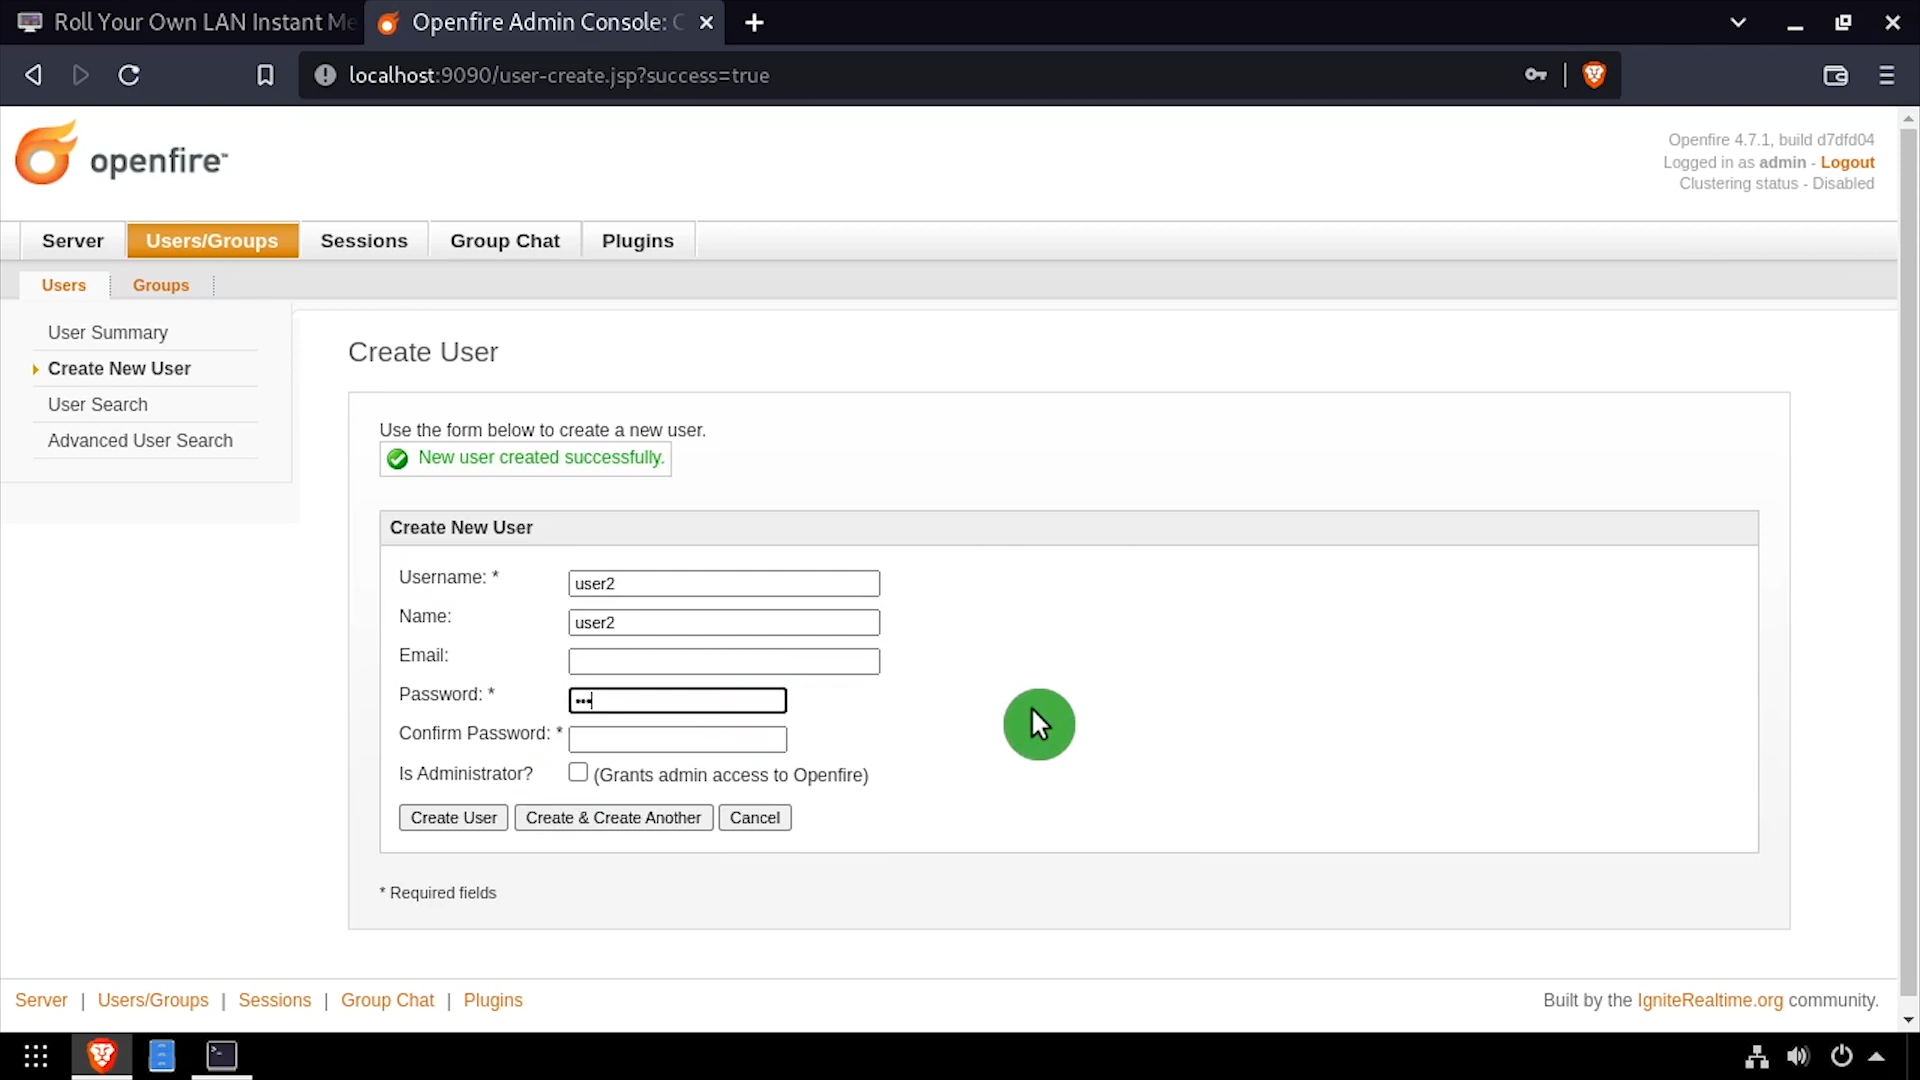 Roll Your Own LAN Instant Me
Openfire Admin Console: C
localhost:9090/user-create.jsp?success=true
openfire™
Openfire 4.7.1, build d7dfd04
Logged in as admin - Logout
Clustering status - Disabled
Server Users/Groups Sessions Group Chat Plugins
Users Groups
User Summary
Create New User
User Search
Advanced User Search
Create User
Use the form below to create a new user.
New user created successfully.
Create New User
Username: * user2
Name: user2
Email:
Password: * •••
Confirm Password: *
Is Administrator? (Grants admin access to Openfire)
Create User Create & Create Another Cancel
* Required fields
Server | Users/Groups | Sessions | Group Chat | Plugins
Built by the IgniteRealtime.org community.